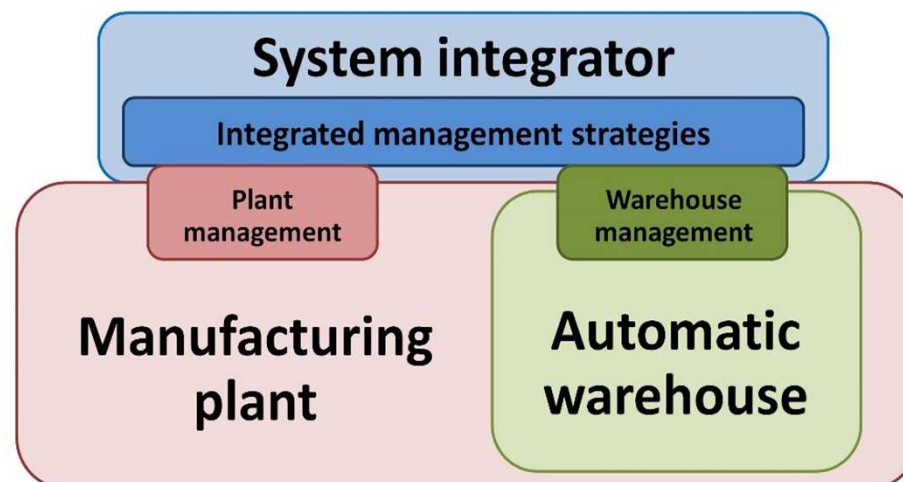 System integrator
Integrated management strategies
Plant
management
Warehouse
management
Manufacturing
plant
Automatic
warehouse